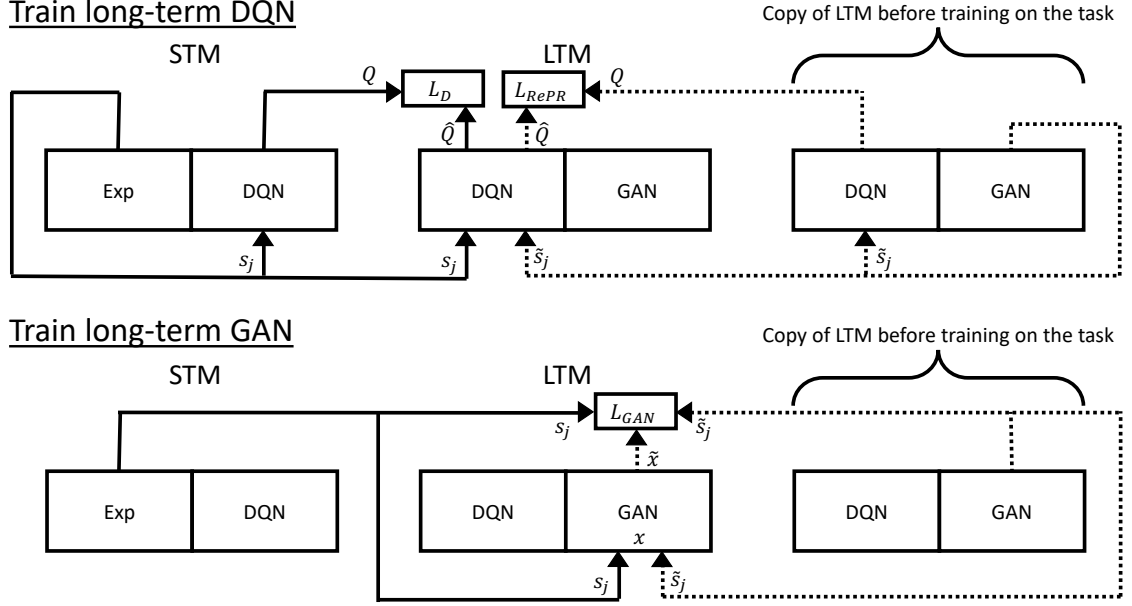 Train long-term DQN
Copy of LTM before training on the task
STM
LTM
Q
L_D
L_RePR
Q
Q̂
Q̂
Exp
DQN
DQN
GAN
DQN
GAN
s_j
s_j
s̃_j
s̃_j
Train long-term GAN
Copy of LTM before training on the task
STM
LTM
L_GAN
s_j
s̃_j
x̃
Exp
DQN
DQN
GAN
DQN
GAN
x
s_j
s̃_j